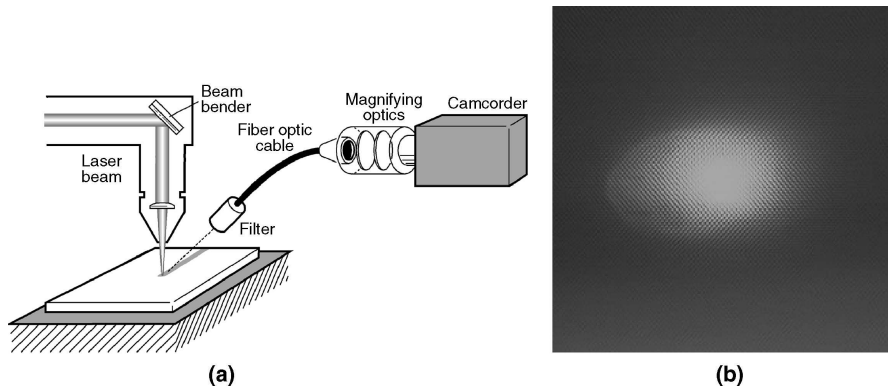 Beam
bender
Laser
beam
Fiber optic
cable
Magnifying
optics
Camcorder
Filter
(a)
(b)